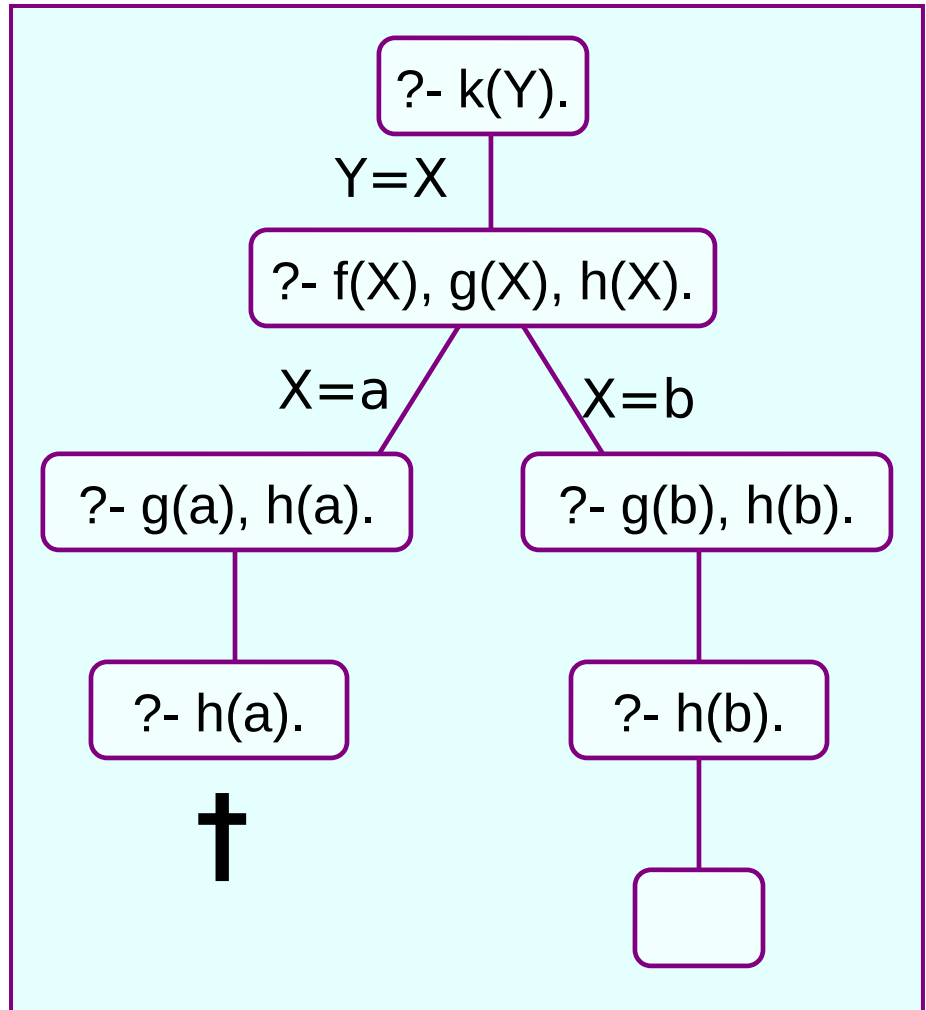 ?- k(Y).
Y=X
?- f(X), g(X), h(X).
X=a
X=b
?- g(a), h(a).
?- g(b), h(b).
?- h(a).
?- h(b).
†